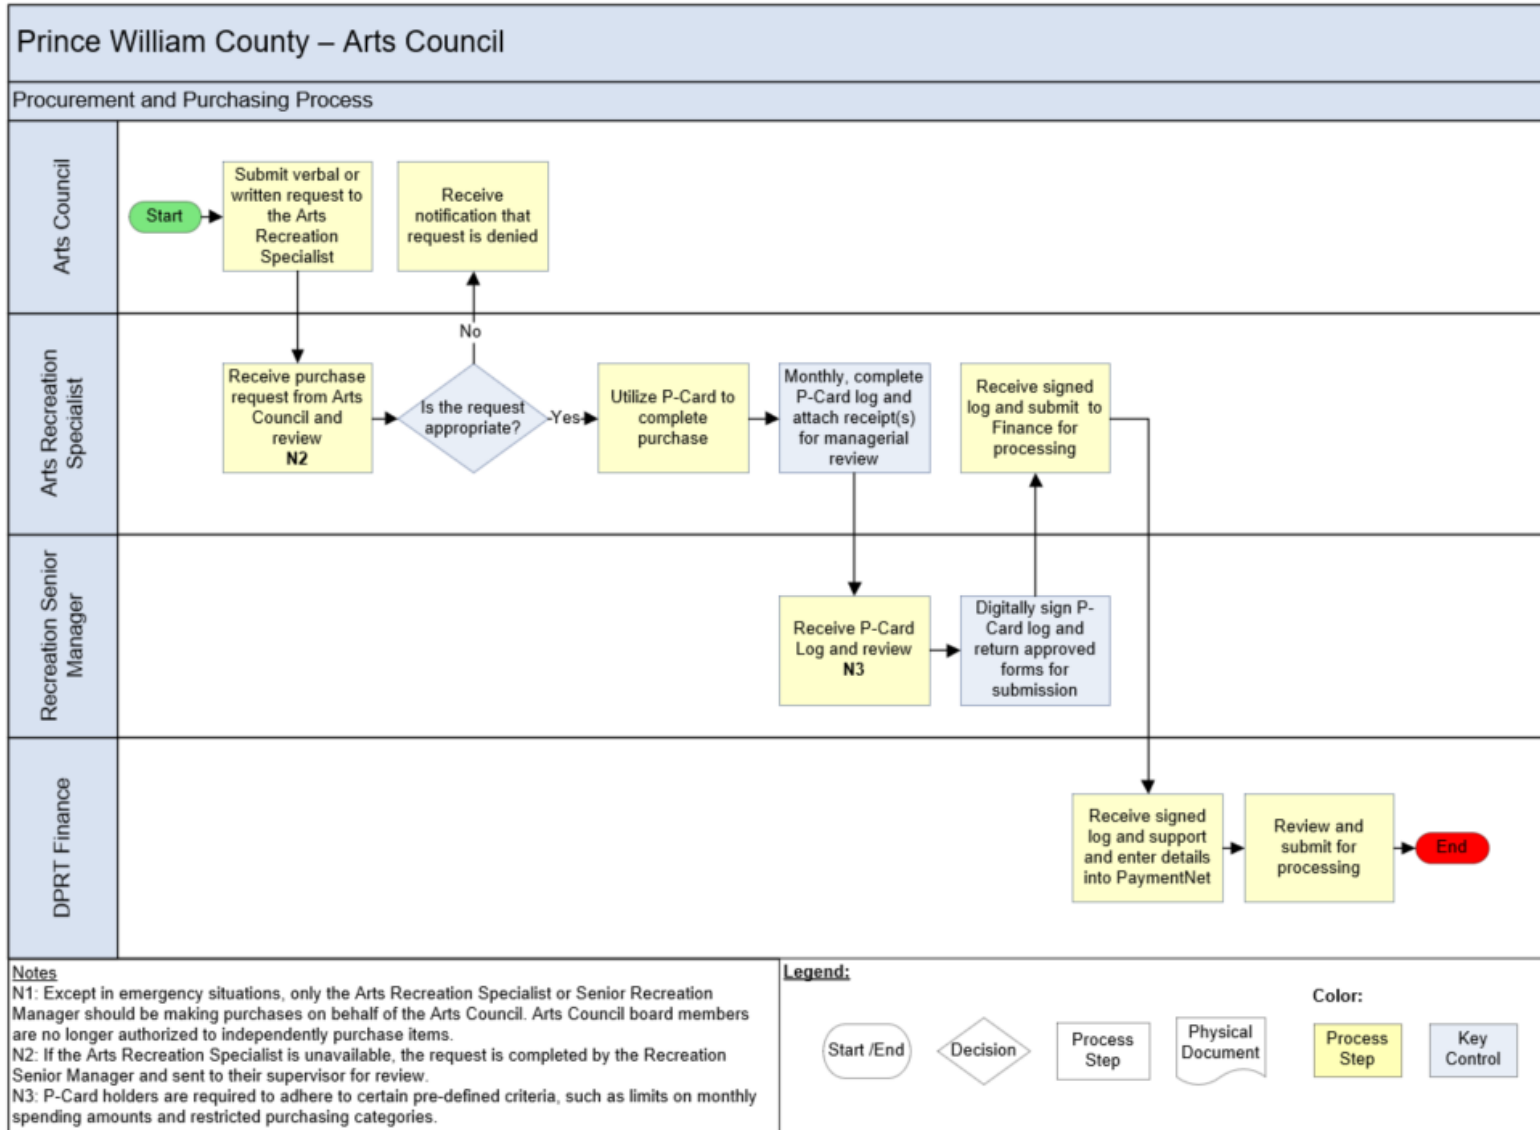 Prince William County – Arts Council
Procurement and Purchasing Process
Arts Council
Start
Submit verbal or
written request to
the Arts
Recreation
Specialist
Receive
notification that
request is denied
No
Arts Recreation
Specialist
Receive purchase
request from Arts
Council and
review
N2
Is the request
appropriate?
Yes
Utilize P-Card to
complete
purchase
Monthly, complete
P-Card log and
attach receipt(s)
for managerial
review
Receive signed
log and submit to
Finance for
processing
Recreation Senior
Manager
Receive P-Card
Log and review
N3
Digitally sign P-
Card log and
return approved
forms for
submission
DPRT Finance
Receive signed
log and support
and enter details
into PaymentNet
Review and
submit for
processing
End
Notes
N1: Except in emergency situations, only the Arts Recreation Specialist or Senior Recreation
Manager should be making purchases on behalf of the Arts Council. Arts Council board members
are no longer authorized to independently purchase items.
N2: If the Arts Recreation Specialist is unavailable, the request is completed by the Recreation
Senior Manager and sent to their supervisor for review.
N3: P-Card holders are required to adhere to certain pre-defined criteria, such as limits on monthly
spending amounts and restricted purchasing categories.
Legend:
Start /End
Decision
Process
Step
Physical
Document
Color:
Process
Step
Key
Control